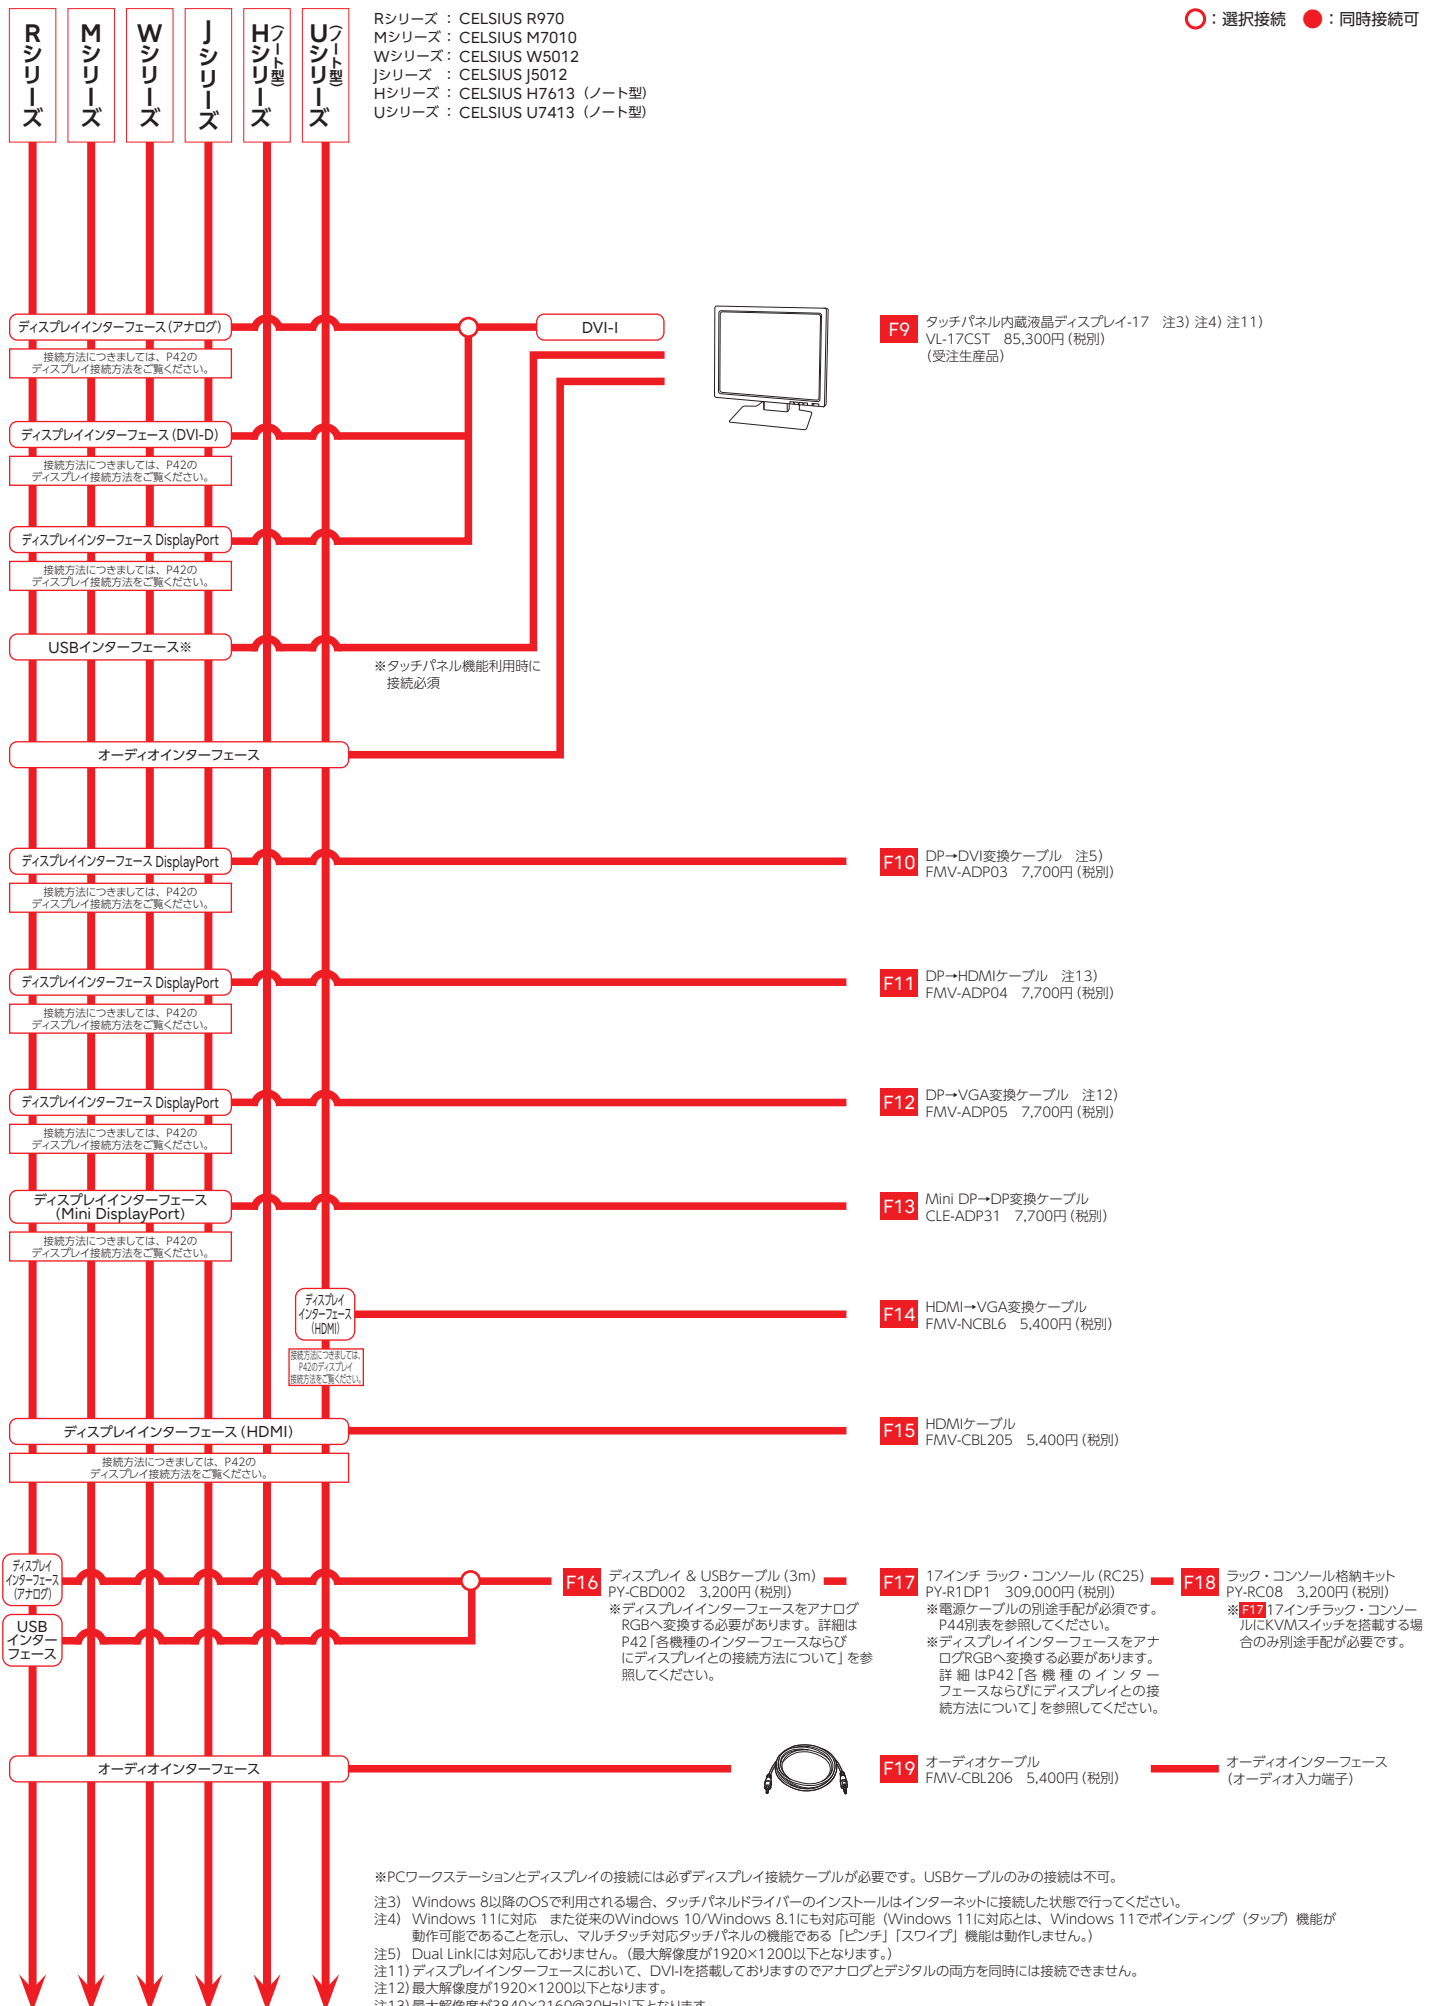 Rシリーズ
Mシリーズ
Wシリーズ
Jシリーズ
Hシリーズ(ノート型)
Uシリーズ(ノート型)
Rシリーズ : CELSIUS R970
Mシリーズ : CELSIUS M7010
Wシリーズ : CELSIUS W5012
Jシリーズ : CELSIUS J5012
Hシリーズ : CELSIUS H7613（ノート型）
Uシリーズ : CELSIUS U7413（ノート型）
：選択接続 ：同時接続可
ディスプレイインターフェース(アナログ)
DVI-I
接続方法につきましては、P42の
ディスプレイ接続方法をご覧ください。
F9 タッチパネル内蔵液晶ディスプレイ-17 注3) 注4) 注11)
VL-17CST 85,300円(税別)
(受注生産品)
ディスプレイインターフェース(DVI-D)
接続方法につきましては、P42の
ディスプレイ接続方法をご覧ください。
ディスプレイインターフェース DisplayPort
接続方法につきましては、P42の
ディスプレイ接続方法をご覧ください。
USBインターフェース※
※タッチパネル機能利用時に
接続必須
オーディオインターフェース
ディスプレイインターフェース DisplayPort
接続方法につきましては、P42の
ディスプレイ接続方法をご覧ください。
F10 DP→DVI変換ケーブル 注5)
FMV-ADP03 7,700円(税別)
ディスプレイインターフェース DisplayPort
接続方法につきましては、P42の
ディスプレイ接続方法をご覧ください。
F11 DP→HDMIケーブル 注13)
FMV-ADP04 7,700円(税別)
ディスプレイインターフェース DisplayPort
接続方法につきましては、P42の
ディスプレイ接続方法をご覧ください。
F12 DP→VGA変換ケーブル 注12)
FMV-ADP05 7,700円(税別)
ディスプレイインターフェース
(Mini DisplayPort)
接続方法につきましては、P42の
ディスプレイ接続方法をご覧ください。
F13 Mini DP→DP変換ケーブル
CLE-ADP31 7,700円(税別)
ディスプレイ
インターフェース
(HDMI)
接続方法につきましては、
P42のディスプレイ
接続方法をご覧ください。
F14 HDMI→VGA変換ケーブル
FMV-NCBL6 5,400円(税別)
ディスプレイインターフェース(HDMI)
接続方法につきましては、P42の
ディスプレイ接続方法をご覧ください。
F15 HDMIケーブル
FMV-CBL205 5,400円(税別)
ディスプレイ
インターフェース
(アナログ)
USB
インター
フェース
F16 ディスプレイ & USBケーブル(3m)
PY-CBD002 3,200円(税別)
※ディスプレイインターフェースをアナログ
RGBへ変換する必要があります。詳細は
P42「各機種のインターフェースならび
にディスプレイとの接続方法について」を参
照してください。
F17 17インチ ラック・コンソール(RC25)
PY-R1DP1 309,000円(税別)
※電源ケーブルの別途手配が必須です。
P44別表を参照してください。
※ディスプレイインターフェースをアナ
ログRGBへ変換する必要があります。
詳細はP42「各機種のインター
フェースならびにディスプレイとの接
続方法について」を参照してください。
F18 ラック・コンソール格納キット
PY-RC08 3,200円(税別)
※F17 17インチラック・コンソー
ルにKVMスイッチを搭載する場
合のみ別途手配が必要です。
オーディオインターフェース
F19 オーディオケーブル
FMV-CBL206 5,400円(税別)
オーディオインターフェース
(オーディオ入力端子)
※PCワークステーションとディスプレイの接続には必ずディスプレイ接続ケーブルが必要です。USBケーブルのみの接続は不可。
注3) Windows 8以降のOSで利用される場合、タッチパネルドライバーのインストールはインターネットに接続した状態で行ってください。
注4) Windows 11に対応 また従来のWindows 10/Windows 8.1にも対応可能（Windows 11に対応とは、Windows 11でポインティング（タップ）機能が
動作可能であることを示し、マルチタッチ対応タッチパネルの機能である「ピンチ」「スワイプ」機能は動作しません。）
注5) Dual Linkには対応しておりません。（最大解像度が1920×1200以下となります。）
注11) ディスプレイインターフェースにおいて、DVI-Iを搭載しておりますのでアナログとデジタルの両方を同時には接続できません。
注12) 最大解像度が1920×1200以下となります。
注13) 最大解像度が3840×2160@30Hz以下となります。